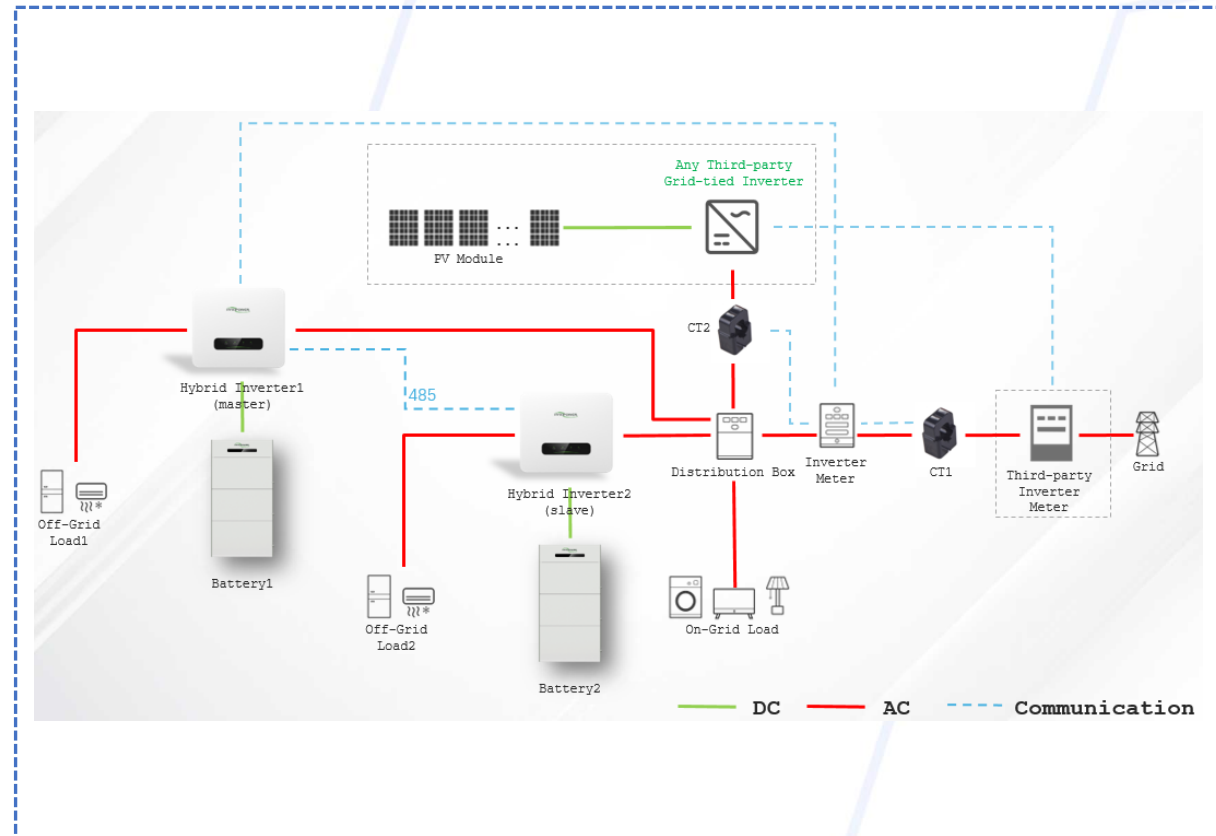 Any Third-party
Grid-tied Inverter
... 
...
PV Module
CT2
Hybrid Inverter1
(master)
485
Distribution Box
Inverter
Meter
CT1
Third-party
Inverter
Meter
Grid
Off-Grid
Load1
Hybrid Inverter2
(slave)
Battery1
Off-Grid
Load2
On-Grid Load
Battery2
DC
AC
Communication